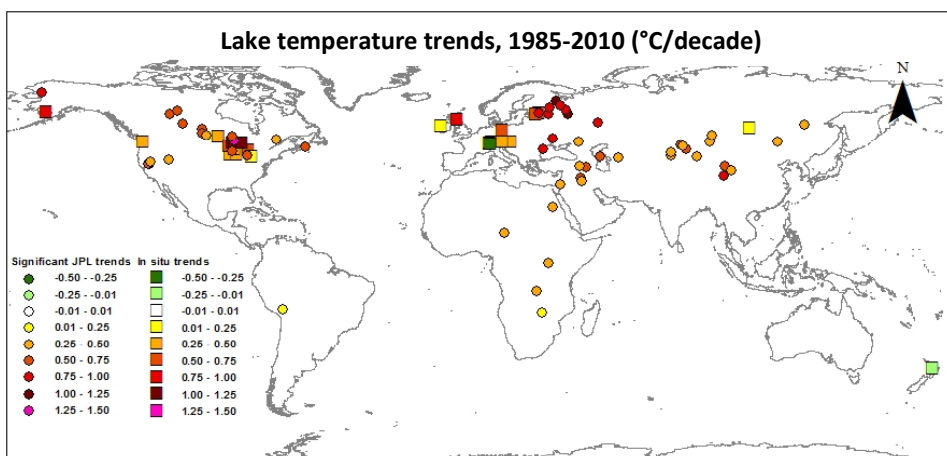 Lake temperature trends, 1985-2010 (°C/decade)
N
Significant JPL trends In situ trends
-0.50 - -0.25 -0.50 - -0.25
-0.25 - -0.01 -0.25 - -0.01
-0.01 - 0.01 -0.01 - 0.01
0.01 - 0.25 0.01 - 0.25
0.25 - 0.50 0.25 - 0.50
0.50 - 0.75 0.50 - 0.75
0.75 - 1.00 0.75 - 1.00
1.00 - 1.25 1.00 - 1.25
1.25 - 1.50 1.25 - 1.50